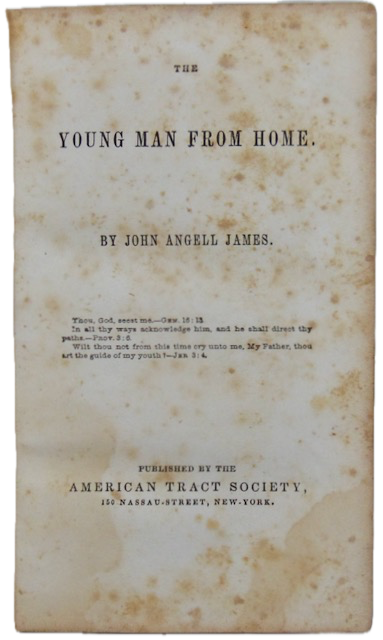 THE
YOUNG MAN FROM HOME.
BY JOHN ANGELL JAMES.
Thou, God, seest me.—Gen. 16:13.
In all thy ways acknowledge him, and he shall direct thy
paths.—Prov. 3:6.
Wilt thou not from this time cry unto me, My Father, thou
art the guide of my youth?—Jer. 3:4.
PUBLISHED BY THE
AMERICAN TRACT SOCIETY,
150 NASSAU-STREET, NEW-YORK.